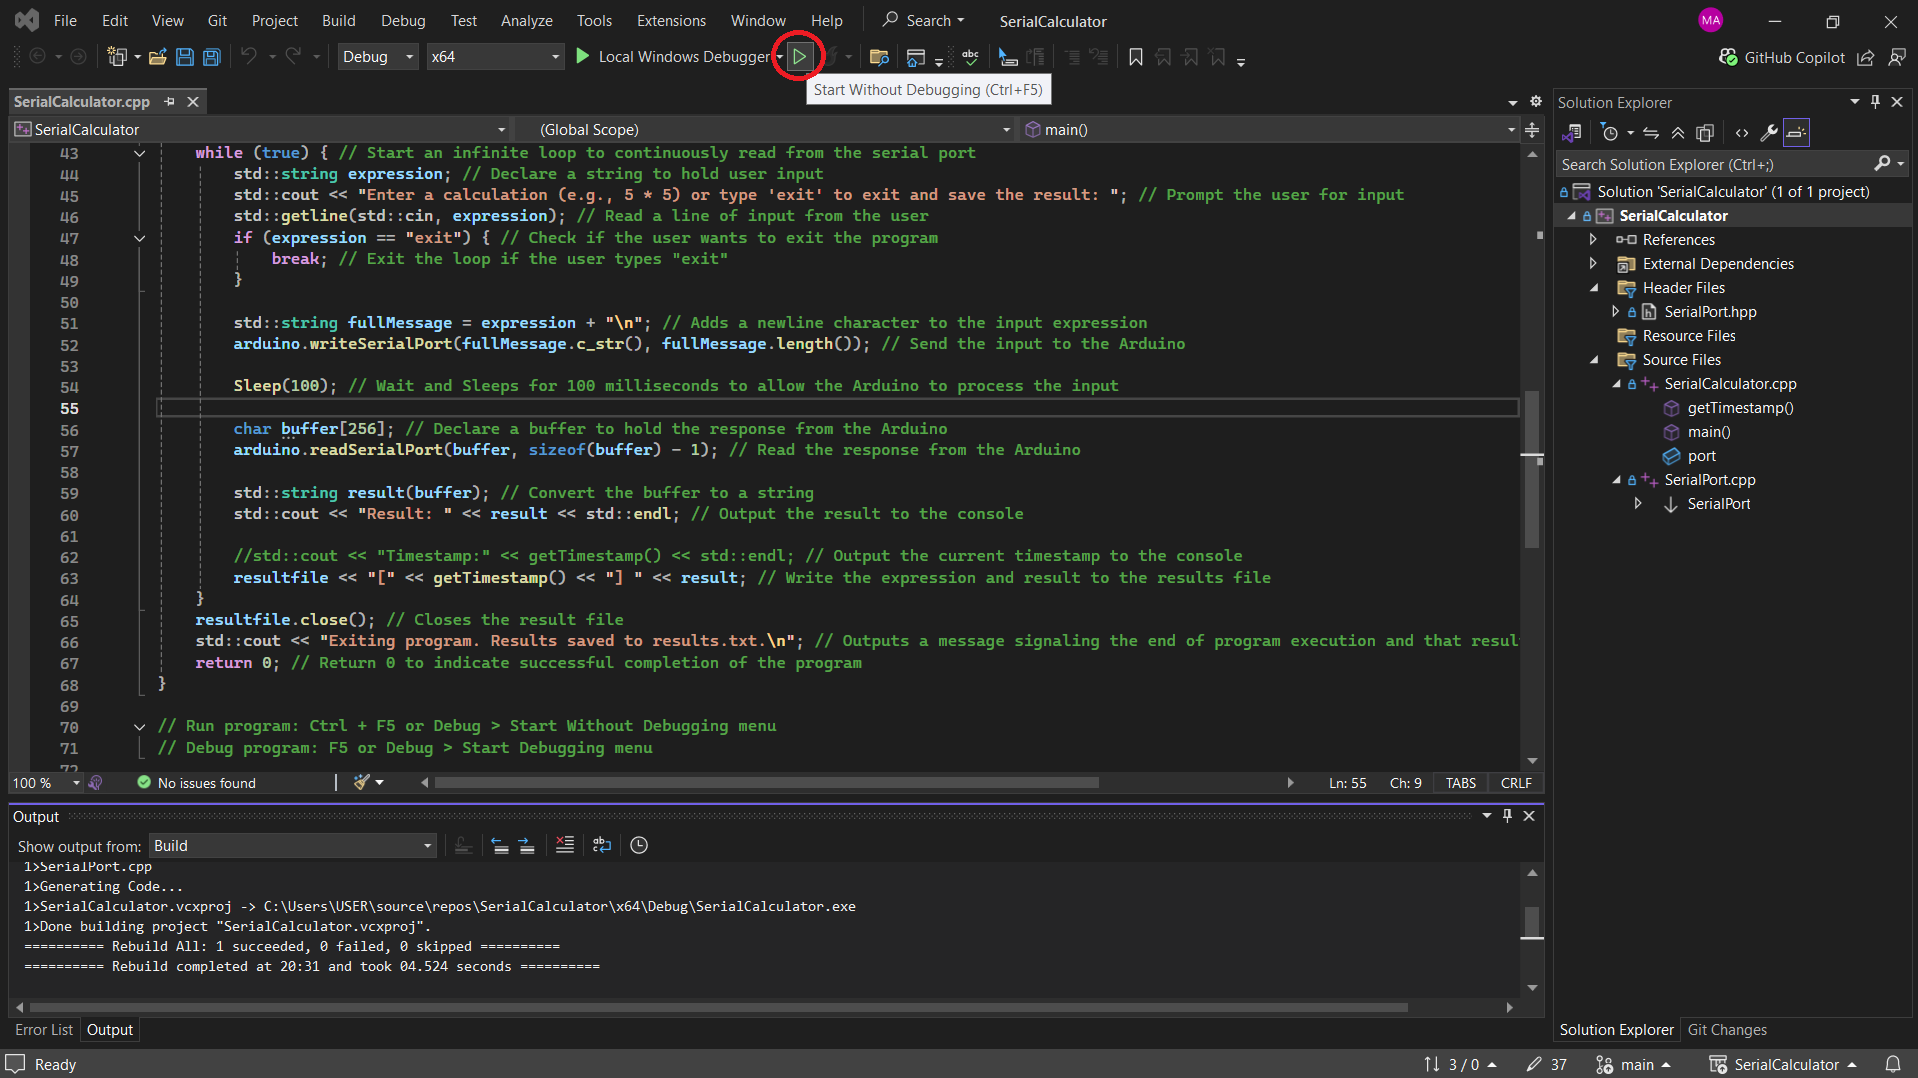 File Edit View Git Project Build Debug Test Analyze Tools Extensions Window Help Search SerialCalculator MA
Debug x64 Local Windows Debugger abc GitHub Copilot
Start Without Debugging (Ctrl+F5)
SerialCalculator.cpp
SerialCalculator (Global Scope) main()
43 while (true) { // Start an infinite loop to continuously read from the serial port
44 std::string expression; // Declare a string to hold user input
45 std::cout << "Enter a calculation (e.g., 5 * 5) or type 'exit' to exit and save the result: "; // Prompt the user for input
46 std::getline(std::cin, expression); // Read a line of input from the user
47 if (expression == "exit") { // Check if the user wants to exit the program
48 break; // Exit the loop if the user types "exit"
49 }
50
51 std::string fullMessage = expression + "\n"; // Adds a newline character to the input expression
52 arduino.writeSerialPort(fullMessage.c_str(), fullMessage.length()); // Send the input to the Arduino
53
54 Sleep(100); // Wait and Sleeps for 100 milliseconds to allow the Arduino to process the input
55
56 char buffer[256]; // Declare a buffer to hold the response from the Arduino
57 arduino.readSerialPort(buffer, sizeof(buffer) - 1); // Read the response from the Arduino
58
59 std::string result(buffer); // Convert the buffer to a string
60 std::cout << "Result: " << result << std::endl; // Output the result to the console
61
62 //std::cout << "Timestamp:" << getTimestamp() << std::endl; // Output the current timestamp to the console
63 resultfile << "[" << getTimestamp() << "] " << result; // Write the expression and result to the results file
64 }
65 resultfile.close(); // Closes the result file
66 std::cout << "Exiting program. Results saved to results.txt.\n"; // Outputs a message signaling the end of program execution and that resul
67 return 0; // Return 0 to indicate successful completion of the program
68 }
69
70 // Run program: Ctrl + F5 or Debug > Start Without Debugging menu
71 // Debug program: F5 or Debug > Start Debugging menu
72
100 % No issues found Ln: 55 Ch: 9 TABS CRLF
Output
Show output from: Build
1>SerialPort.cpp
1>Generating Code...
1>SerialCalculator.vcxproj -> C:\Users\USER\source\repos\SerialCalculator\x64\Debug\SerialCalculator.exe
1>Done building project "SerialCalculator.vcxproj".
========== Rebuild All: 1 succeeded, 0 failed, 0 skipped ==========
========== Rebuild completed at 20:31 and took 04.524 seconds ==========
Error List Output
Solution Explorer
Search Solution Explorer (Ctrl+;)
Solution 'SerialCalculator' (1 of 1 project)
SerialCalculator
References
External Dependencies
Header Files
SerialPort.hpp
Resource Files
Source Files
SerialCalculator.cpp
getTimestamp()
main()
port
SerialPort.cpp
SerialPort
Solution Explorer Git Changes
Ready 3 / 0 37 main SerialCalculator